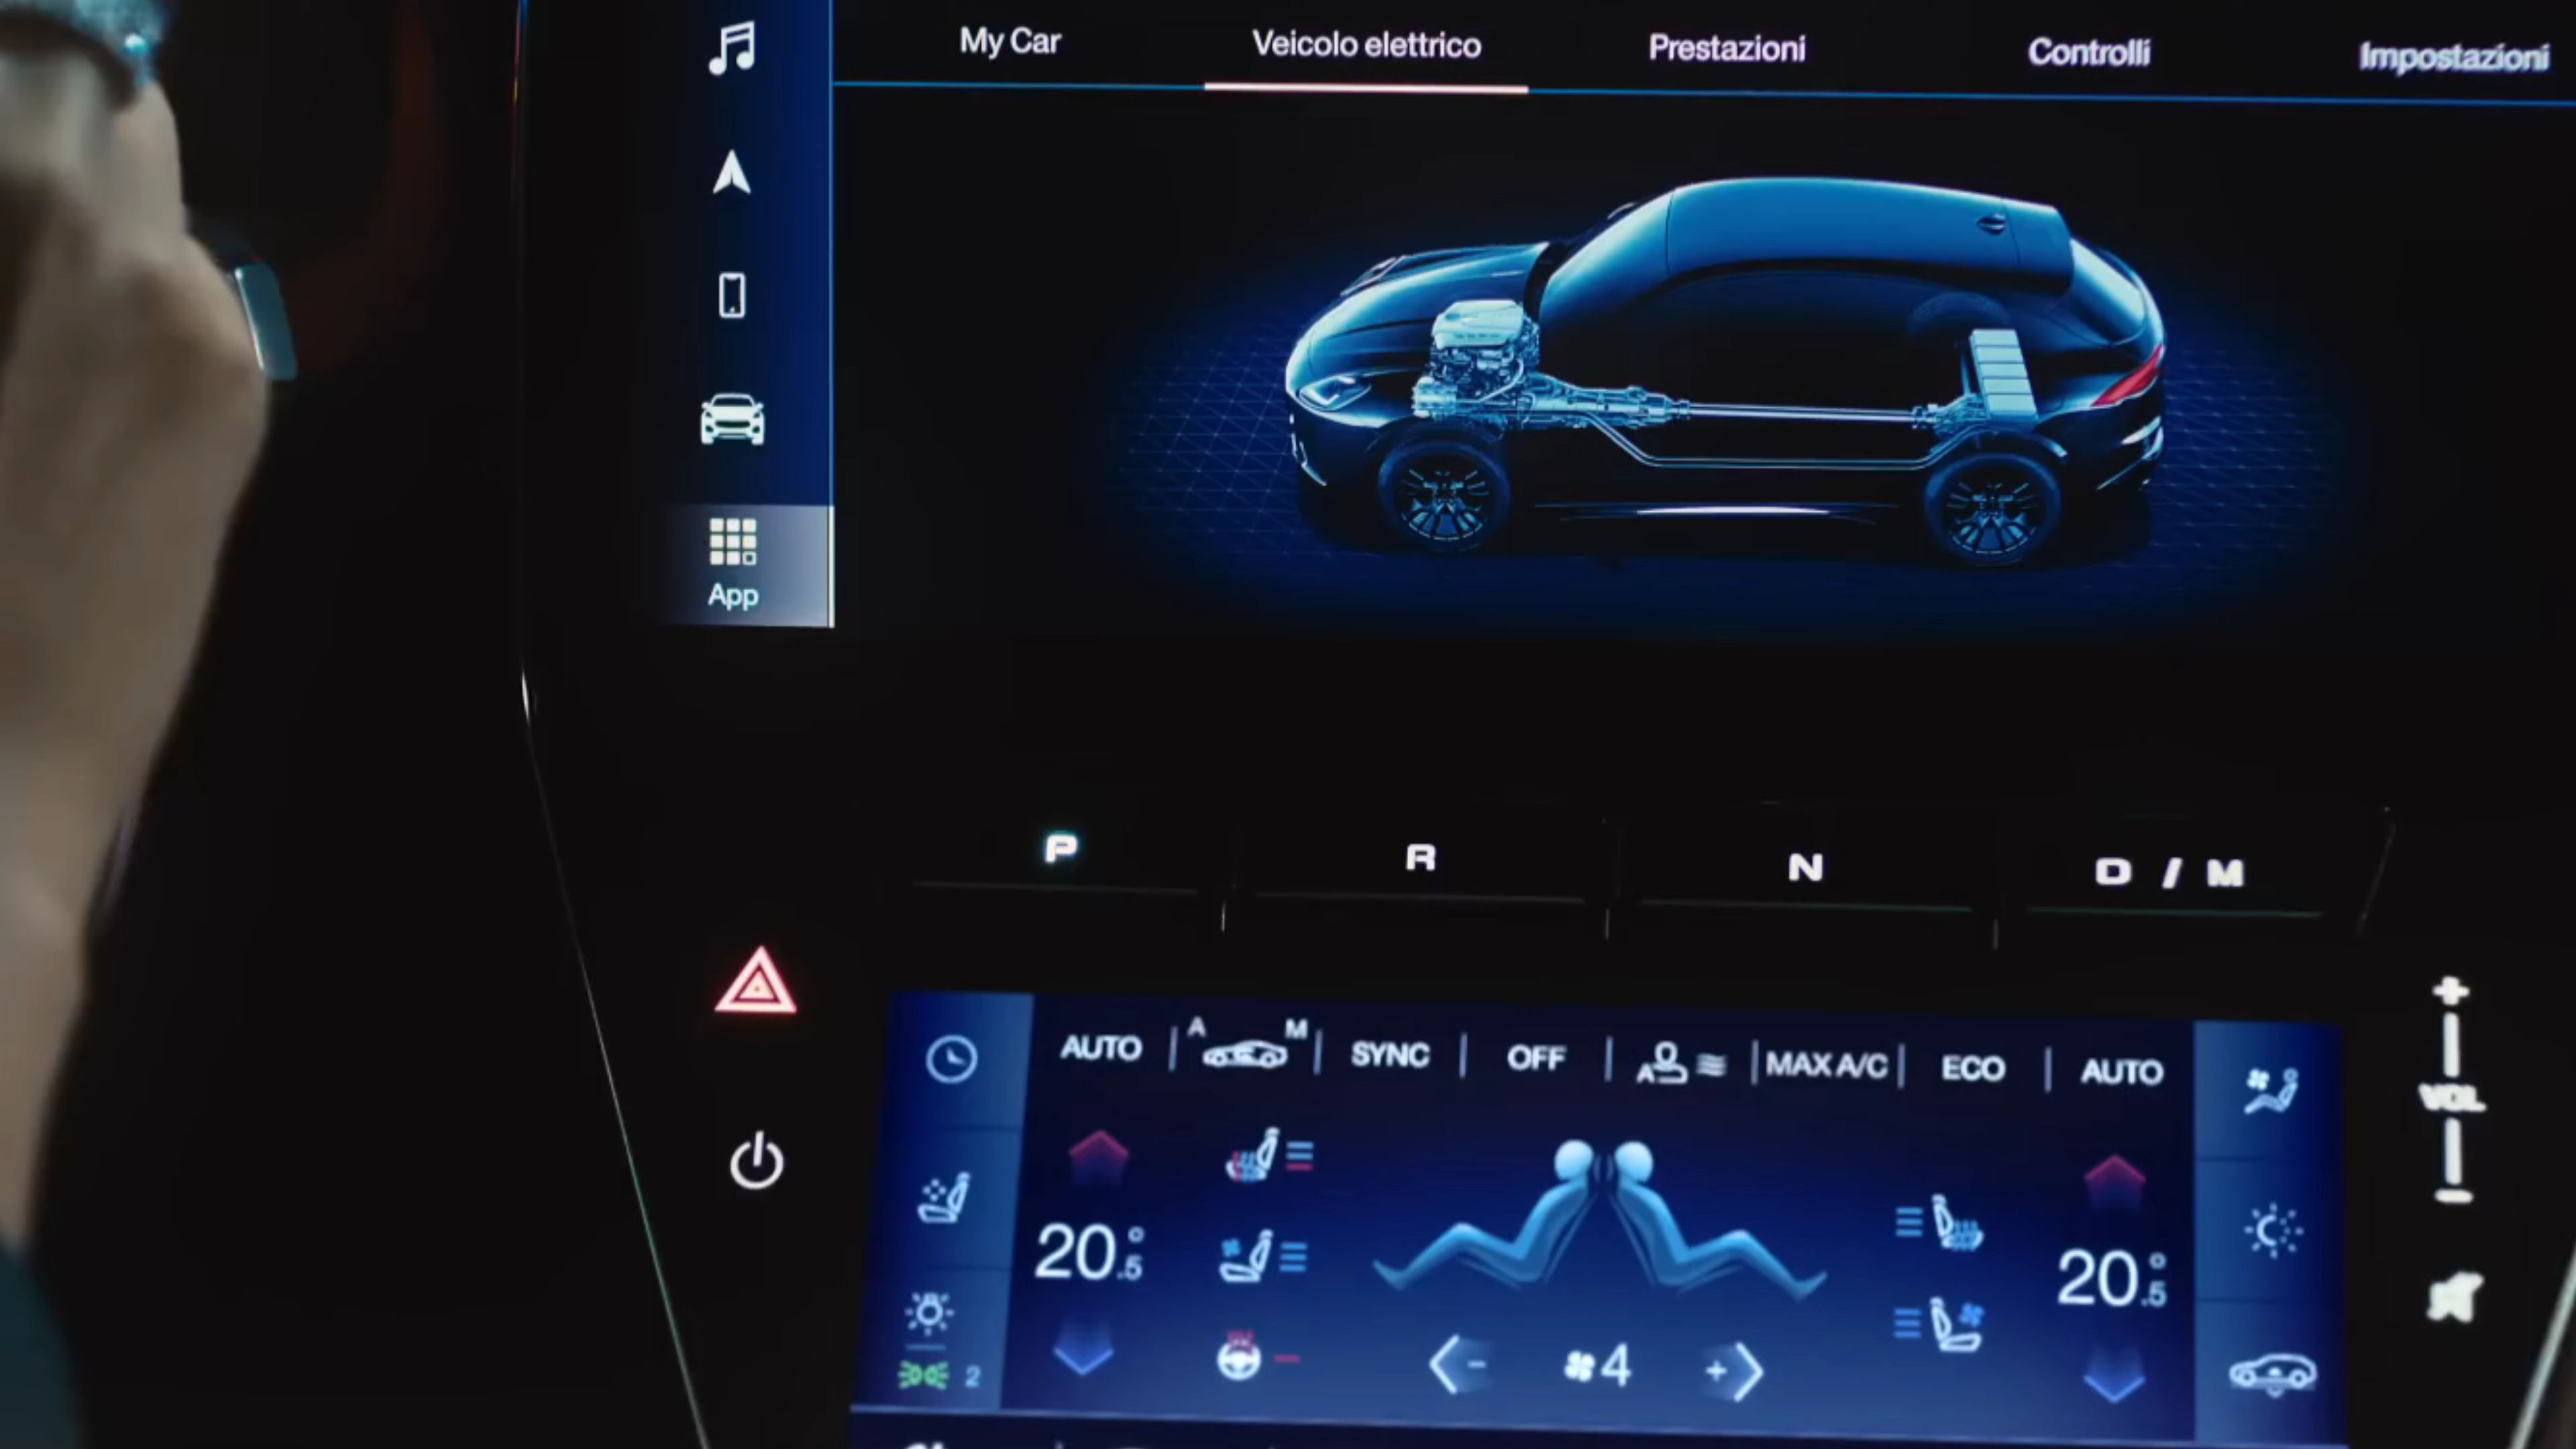 My Car
Veicolo elettrico
Prestazioni
Controlli
Impostazioni
App
P
R
N
D / M
AUTO
A M
SYNC
OFF
A
MAX A/C
ECO
AUTO
20.5°
20.5°
4
2
+
VOL
-